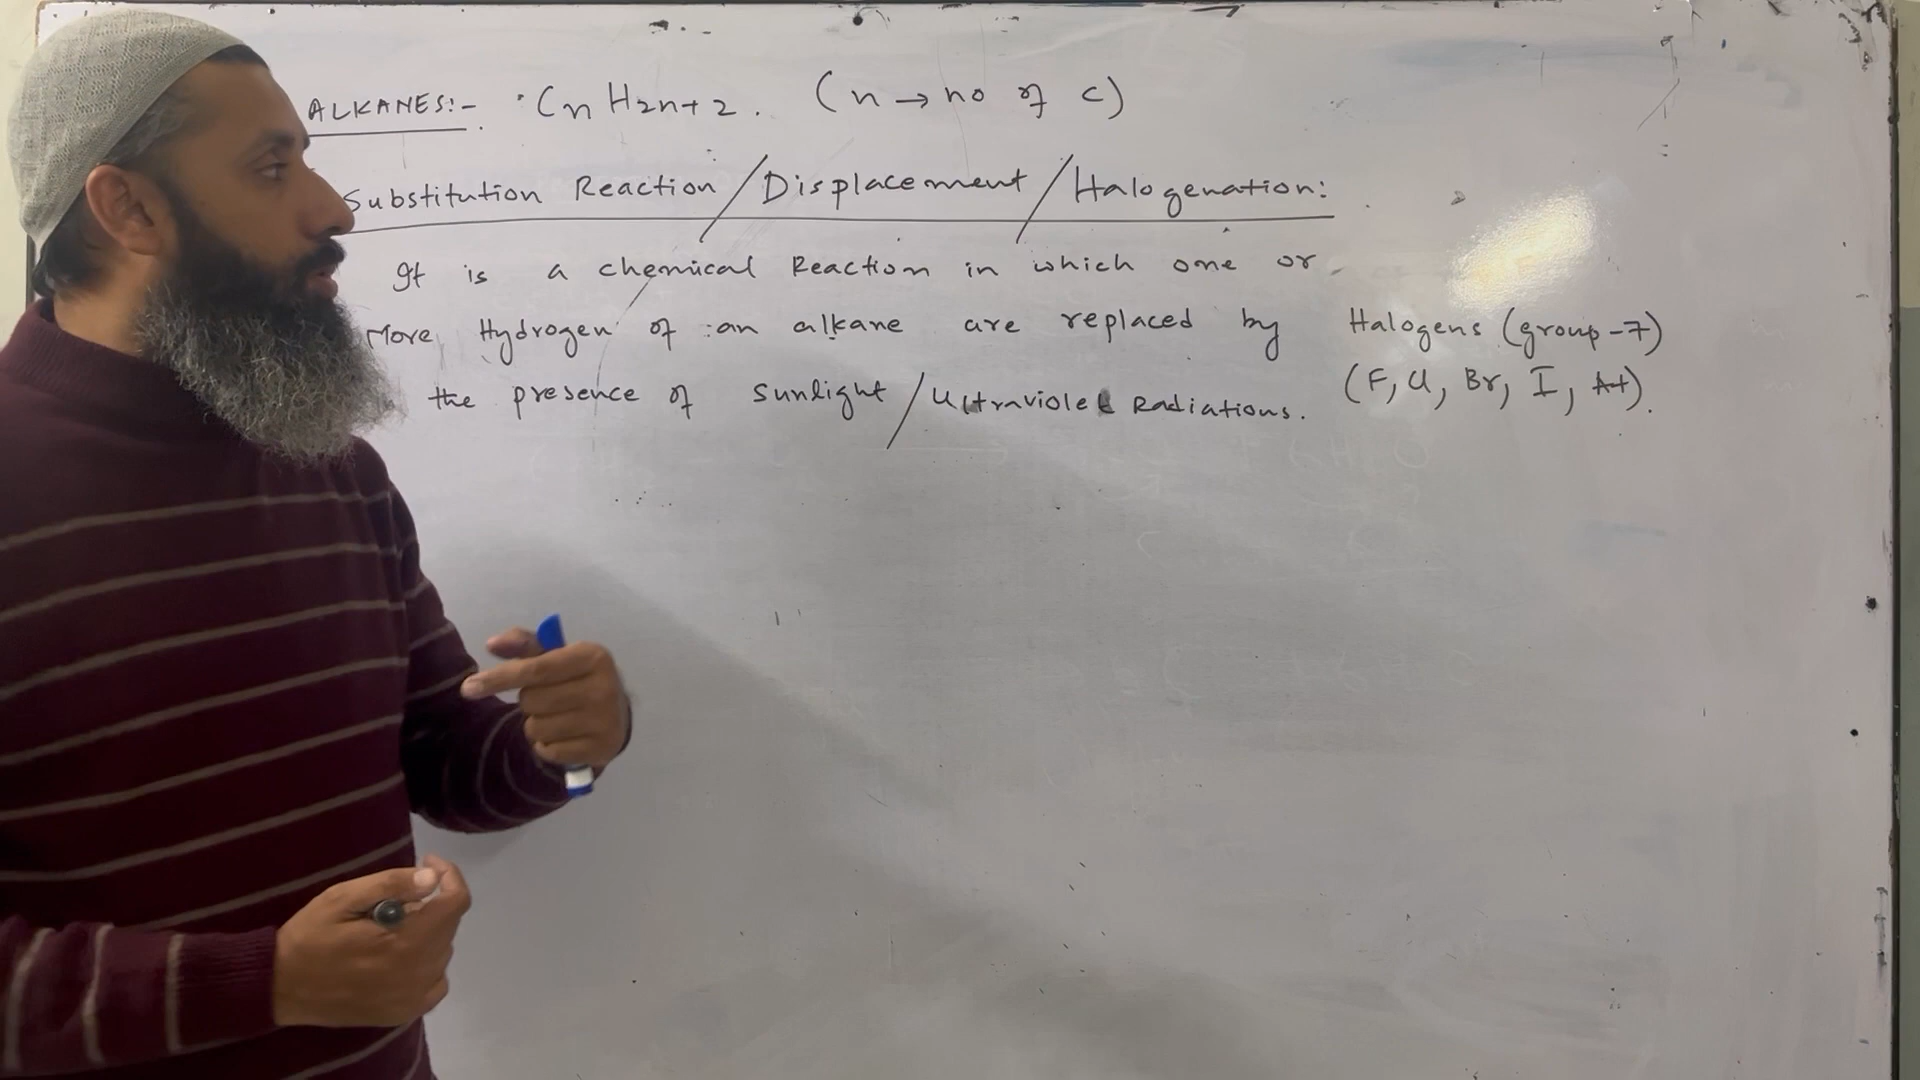 ALKANES:- CnH2n+2. (n → no of C)
Substitution Reaction / Displacement / Halogenation:
It is a chemical Reaction in which one or
More Hydrogen of an alkane are replaced by Halogens (group-7)
the presence of Sunlight / Ultraviolet Radiations. (F, Cl, Br, I, At).